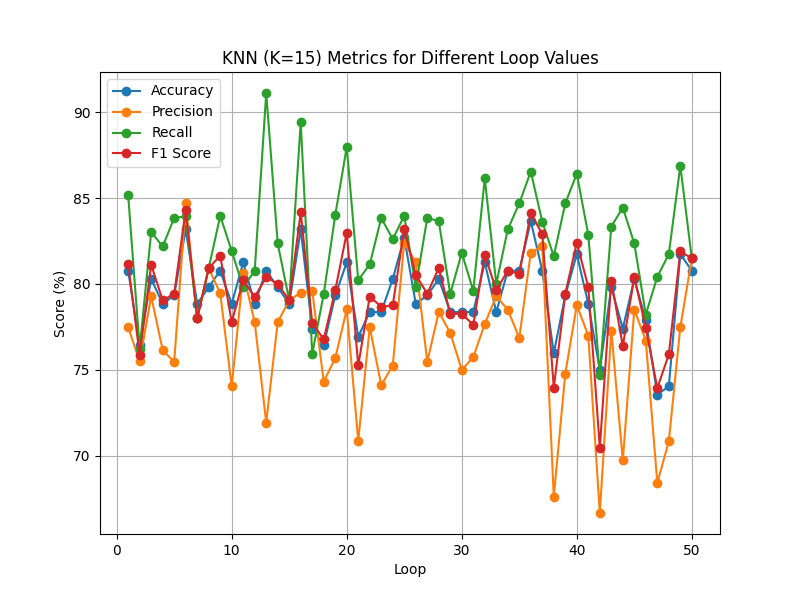 KNN (K=15) Metrics for Different Loop Values
Accuracy
Precision
Recall
F1 Score
90
85
80
75
70
Score (%)
0 10 20 30 40 50
Loop